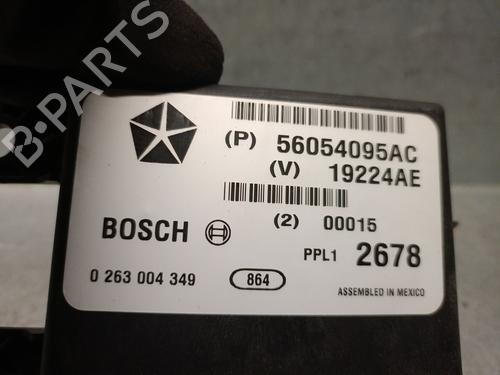 B-PARTS
(P) 56054095AC
(V) 19224AE
(2) 00015
BOSCH
PPL1 2678
0 263 004 349 864
ASSEMBLED IN MEXICO